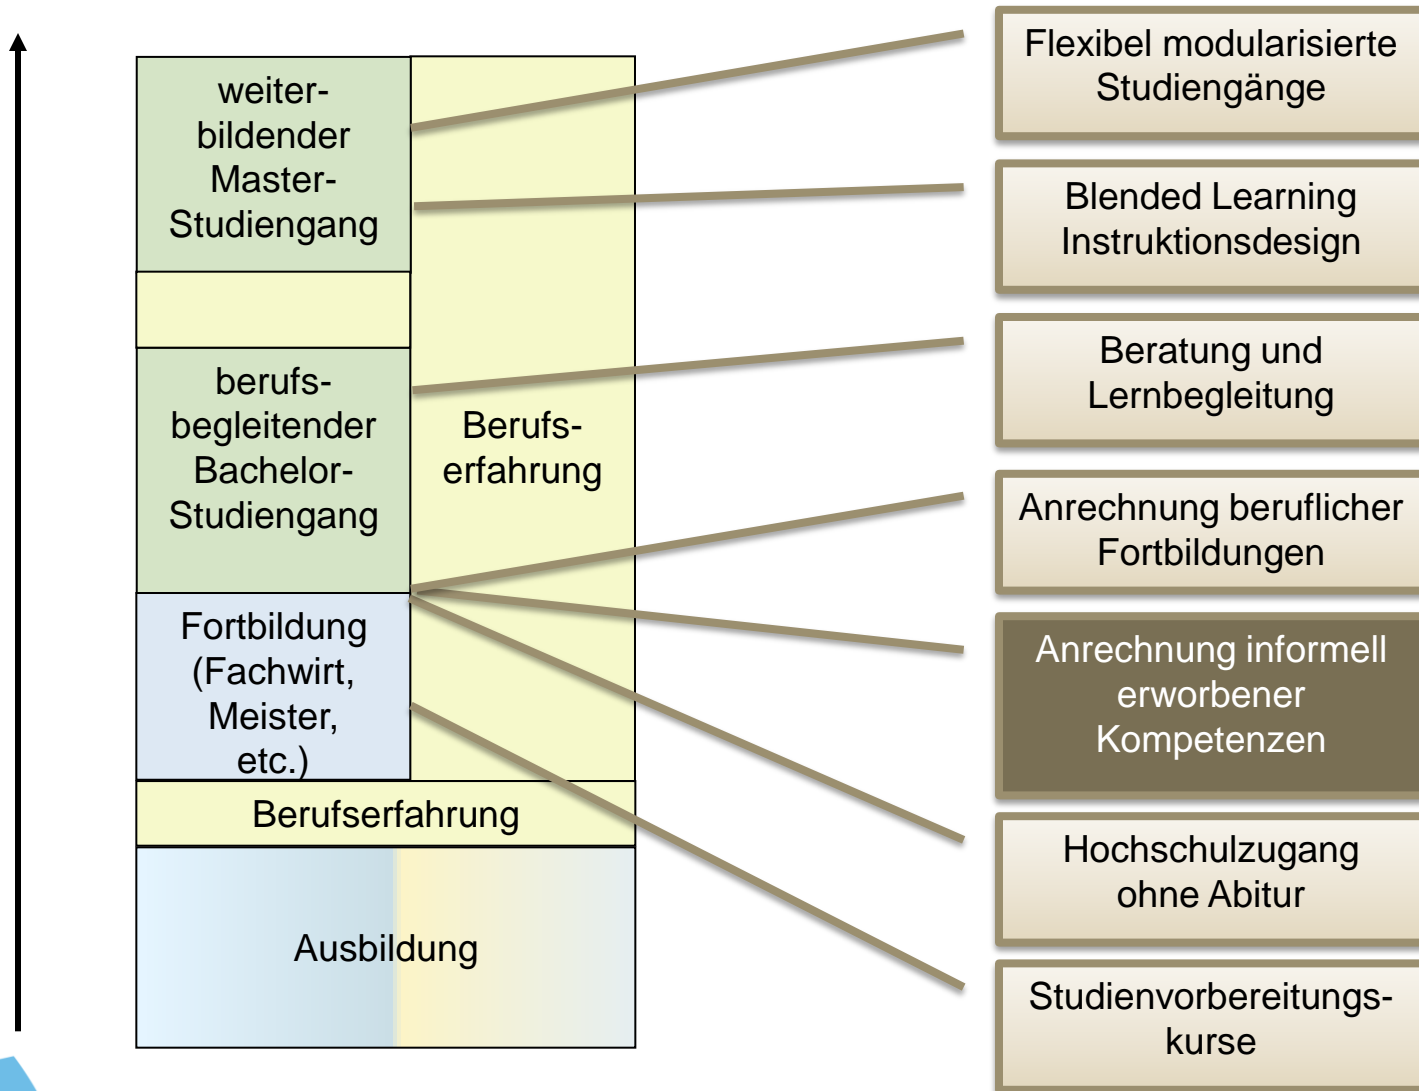 weiter-
bildender
Master-
Studiengang
berufs-
begleitender
Bachelor-
Studiengang
Berufs-
erfahrung
Fortbildung
(Fachwirt,
Meister,
etc.)
Berufserfahrung
Ausbildung
Flexibel modularisierte
Studiengänge
Blended Learning
Instruktionsdesign
Beratung und
Lernbegleitung
Anrechnung beruflicher
Fortbildungen
Anrechnung informell
erworbener
Kompetenzen
Hochschulzugang
ohne Abitur
Studienvorbereitungs-
kurse